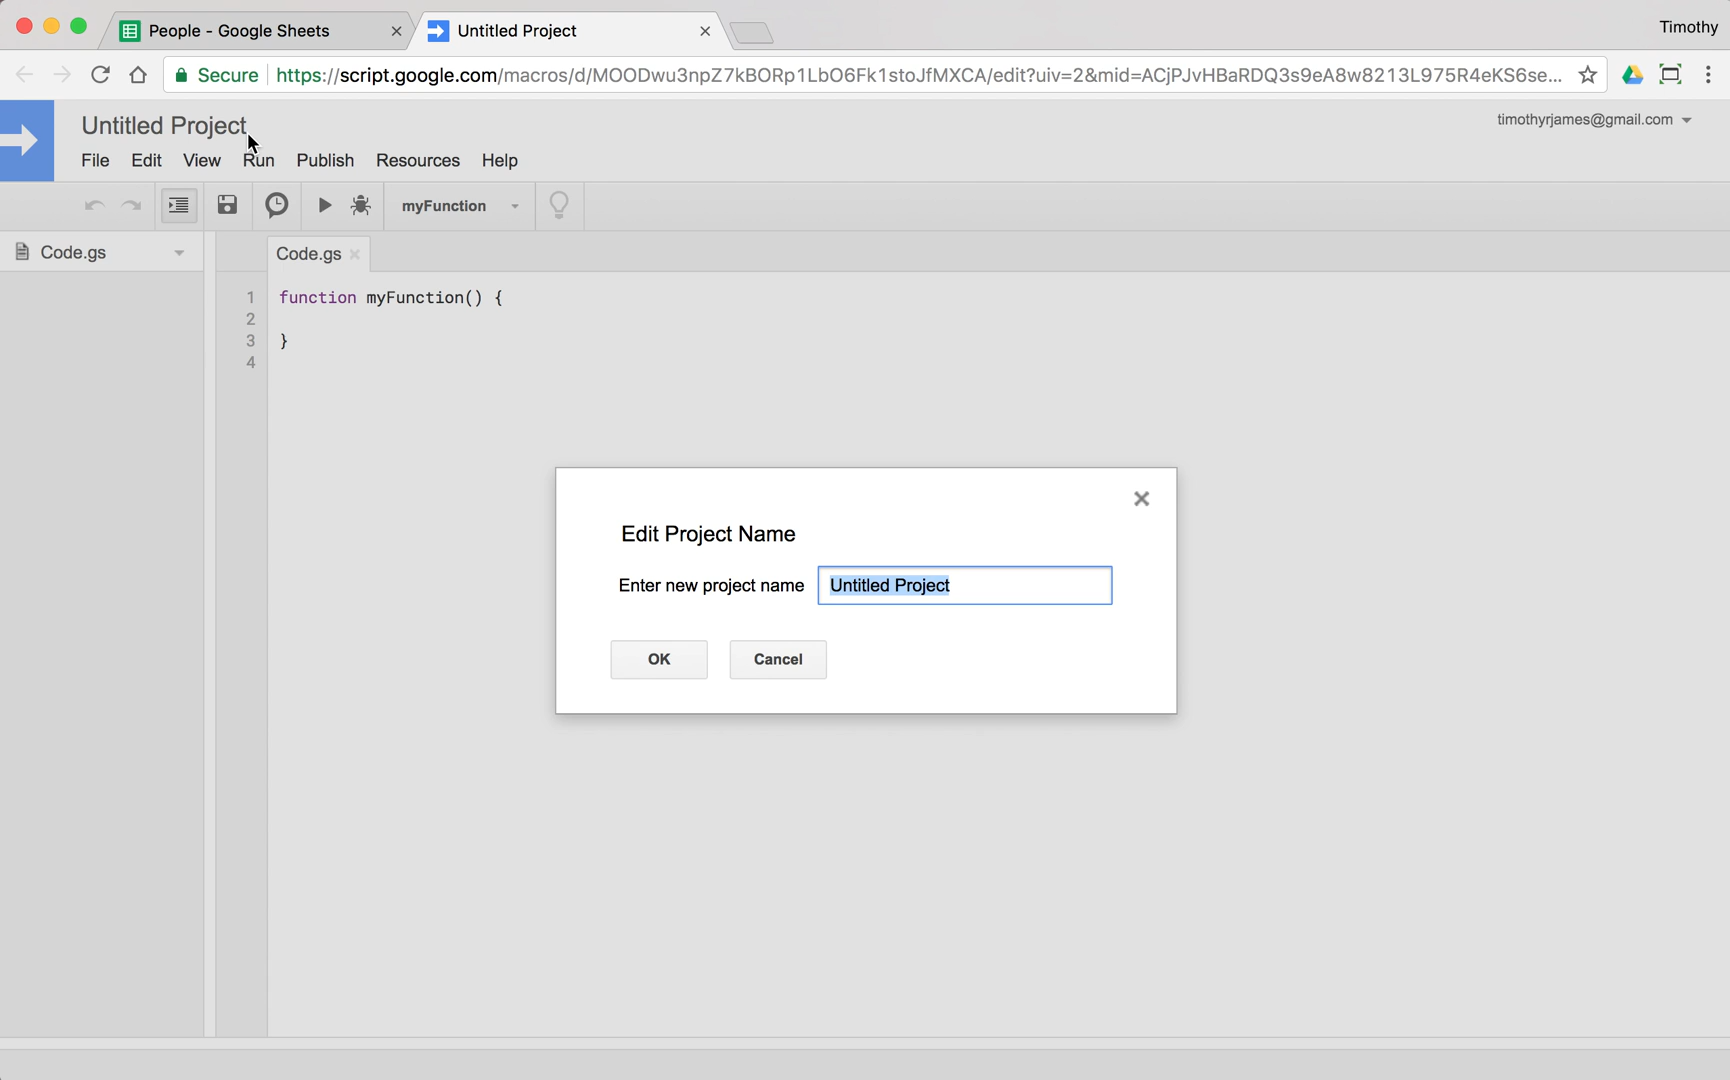 People - Google Sheets
Untitled Project
Timothy
Secure
https://script.google.com/macros/d/MOODwu3npZ7kBORp1LbO6Fk1stoJfMXCA/edit?uiv=2&mid=ACjPJvHBaRDQ3s9eA8w8213L975R4eKS6se...
Untitled Project
timothyrjames@gmail.com
File Edit View Run Publish Resources Help
myFunction
Code.gs
Code.gs
1 function myFunction() {
2
3 }
4
Edit Project Name
Enter new project name Untitled Project
OK Cancel